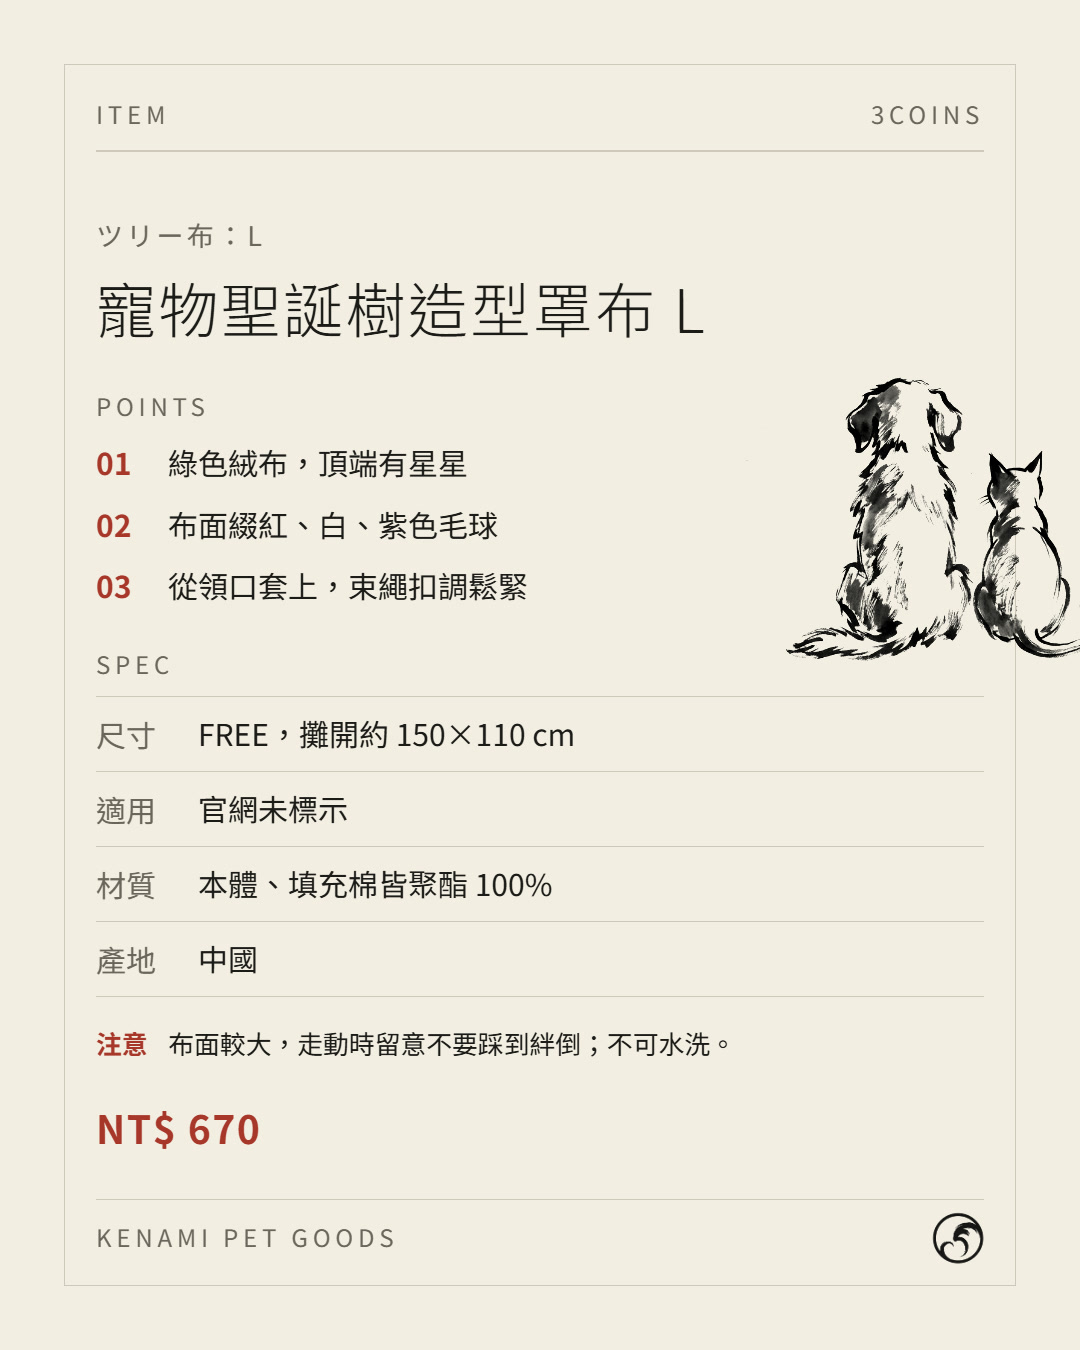 ITEM
3COINS
ツリー布：L
寵物聖誕樹造型罩布 L
POINTS
01 綠色絨布，頂端有星星
02 布面綴紅、白、紫色毛球
03 從領口套上，束繩扣調鬆緊
SPEC
尺寸 FREE，攤開約 150×110 cm
適用 官網未標示
材質 本體、填充棉皆聚酯 100%
產地 中國
注意 布面較大，走動時留意不要踩到絆倒；不可水洗。
NT$ 670
KENAMI PET GOODS